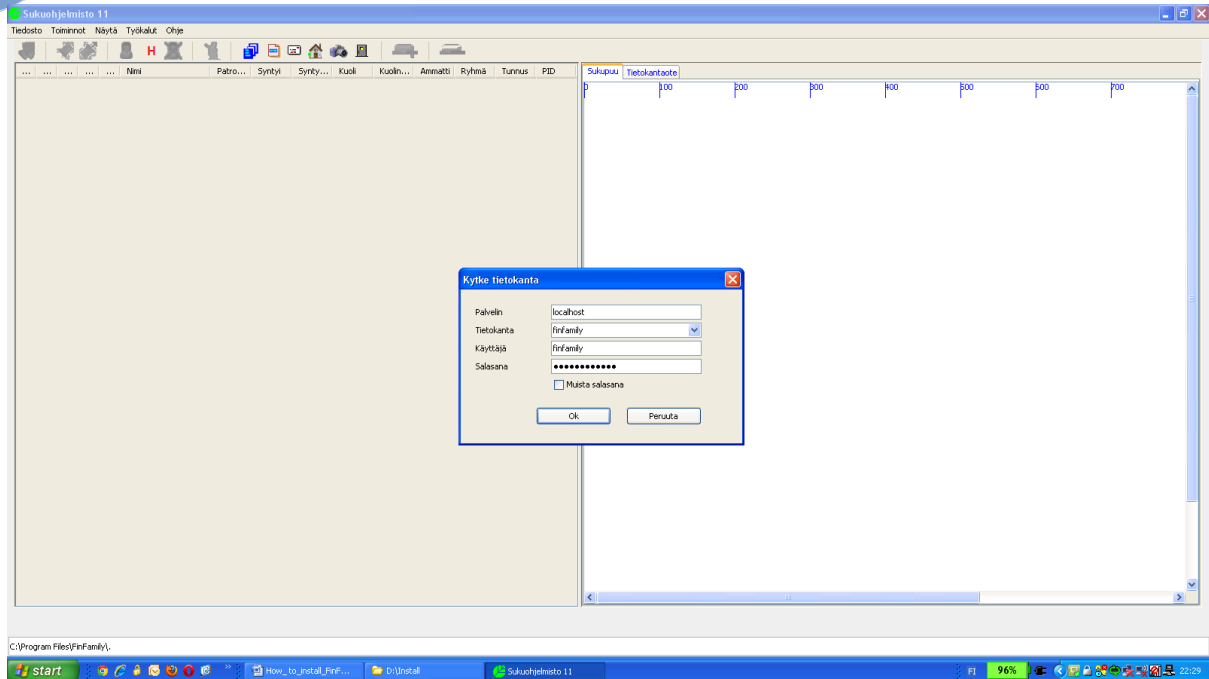 Sukuohjelmisto 11
Tiedosto Toiminnot Näytä Työkalut Ohje
H
... ... ... ... ... Nimi Patro... Syntyi Synty... Kuoli Kuolin... Ammatti Ryhmä Tunnus PID
Sukupuu Tietokantaote
0 100 200 300 400 500 600 700
Kytke tietokanta
Palvelin localhost
Tietokanta finfamily
Käyttäjä finfamily
Salasana ●●●●●●●●●●●●
Muista salasana
Ok Peruuta
C:\Program Files\FinFamily\.
start How_to_install_FinF... D:\Install Sukuohjelmisto 11 FI 96% 22:29